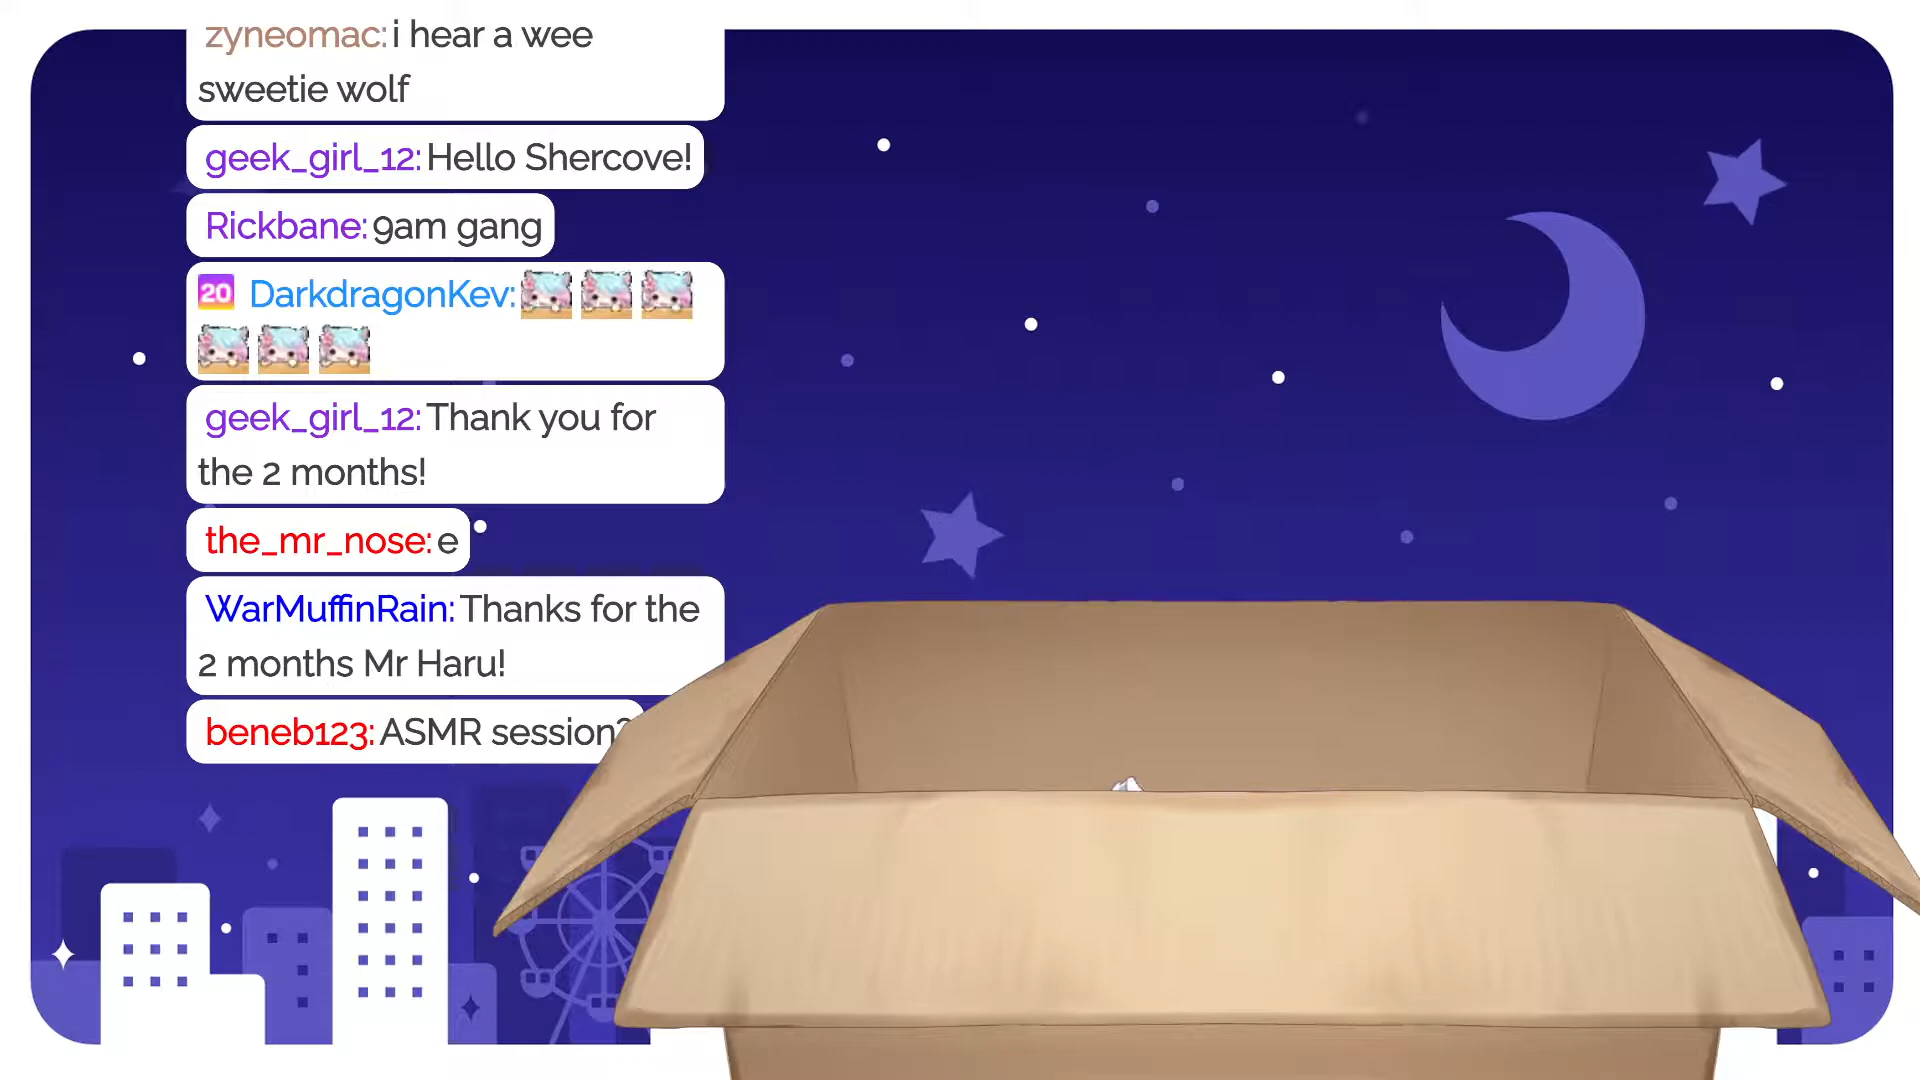 zyneomac: i hear a wee
sweetie wolf
geek_girl_12: Hello Shercove!
Rickbane: 9am gang
20 DarkdragonKev:
geek_girl_12: Thank you for
the 2 months!
the_mr_nose: e
WarMuffinRain: Thanks for the
2 months Mr Haru!
beneb123: ASMR session?